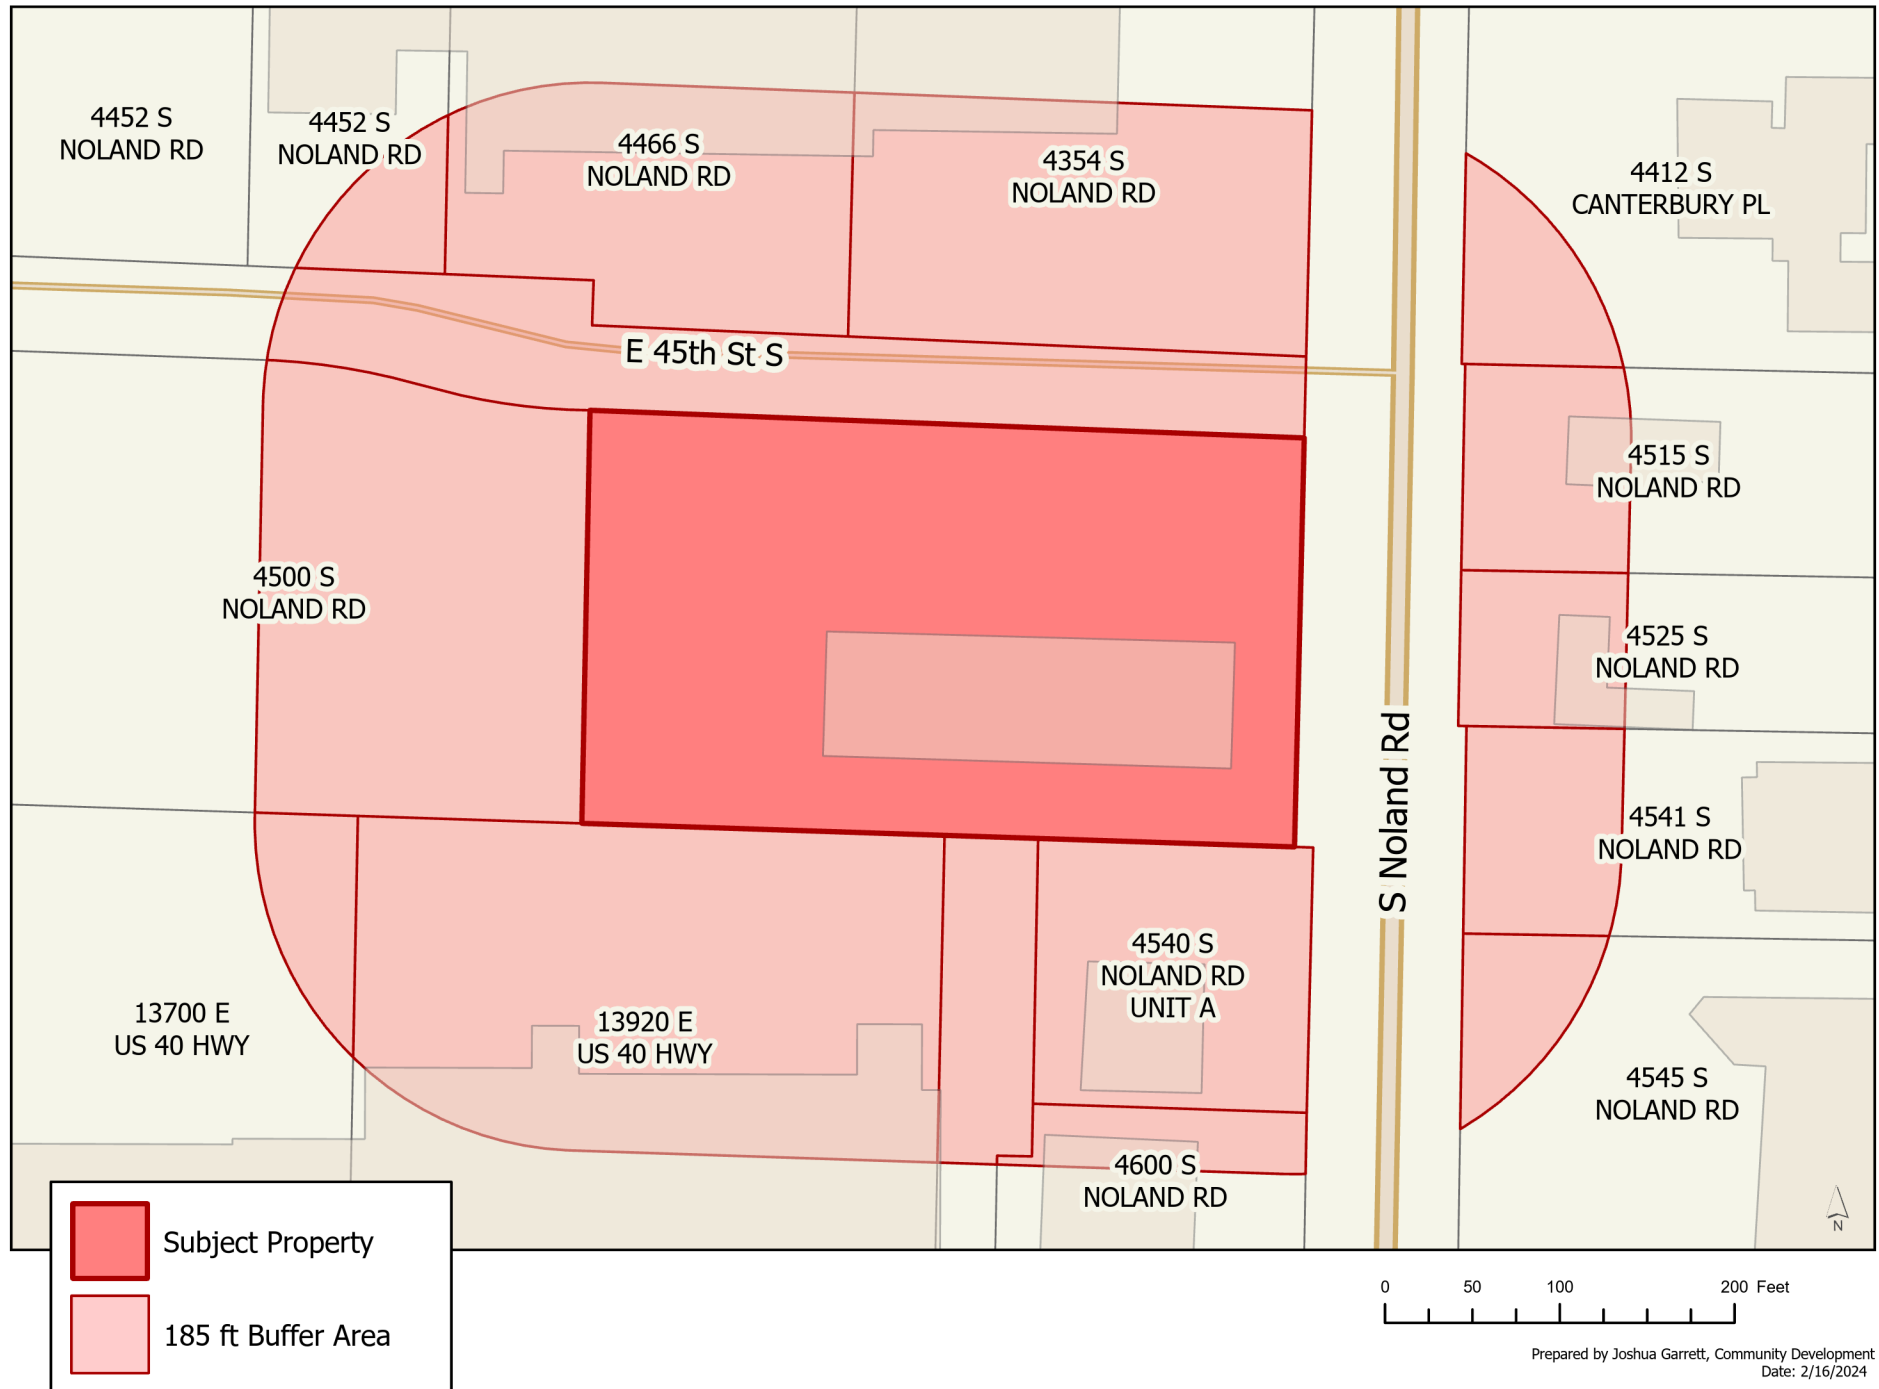 4452 S
NOLAND RD
4452 S
NOLAND RD
4466 S
NOLAND RD
4354 S
NOLAND RD
4412 S
CANTERBURY PL
E 45th St S
4515 S
NOLAND RD
4500 S
NOLAND RD
4525 S
NOLAND RD
S Noland Rd
4541 S
NOLAND RD
4540 S
NOLAND RD
UNIT A
13700 E
US 40 HWY
13920 E
US 40 HWY
4545 S
NOLAND RD
4600 S
NOLAND RD
N
Subject Property
185 ft Buffer Area
0 50 100 200 Feet
Prepared by Joshua Garrett, Community Development
Date: 2/16/2024